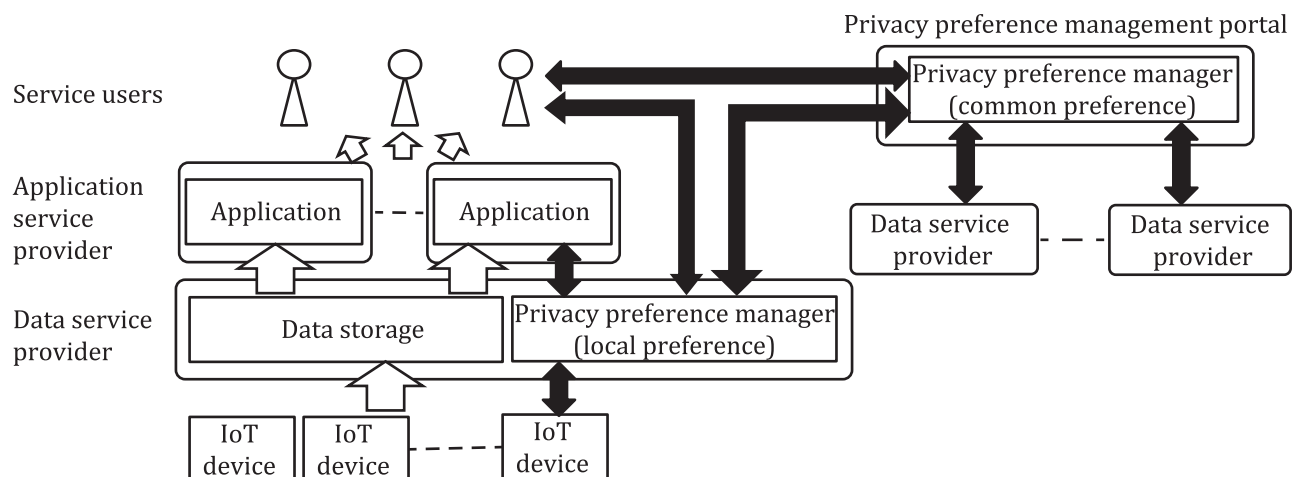 Privacy preference management portal
Service users
Privacy preference manager
(common preference)
Application
service
provider
Application
Application
Data service
provider
Data service
provider
Data service
provider
Data storage
Privacy preference manager
(local preference)
IoT
device
IoT
device
IoT
device